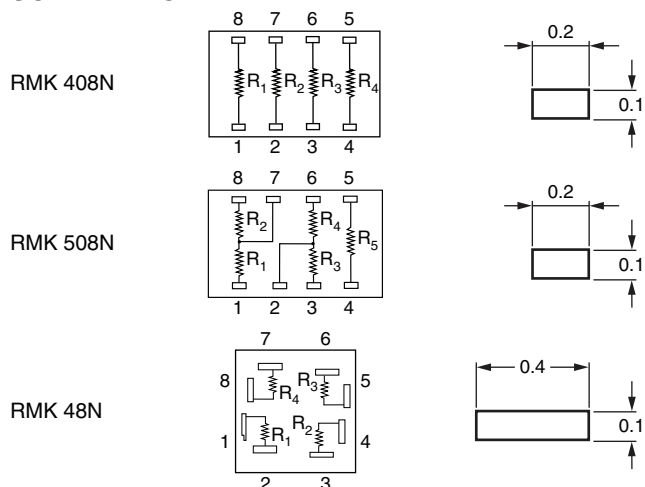 8 7 6 5
0.2
RMK 408N
R1 R2 R3 R4
0.1
1 2 3 4
8 7 6 5
0.2
R2 R4
RMK 508N
R5
R1 R3
0.1
1 2 3 4
7 6
8 R4 R3 5
0.4
RMK 48N
1 R1 R2 4
0.1
2 3